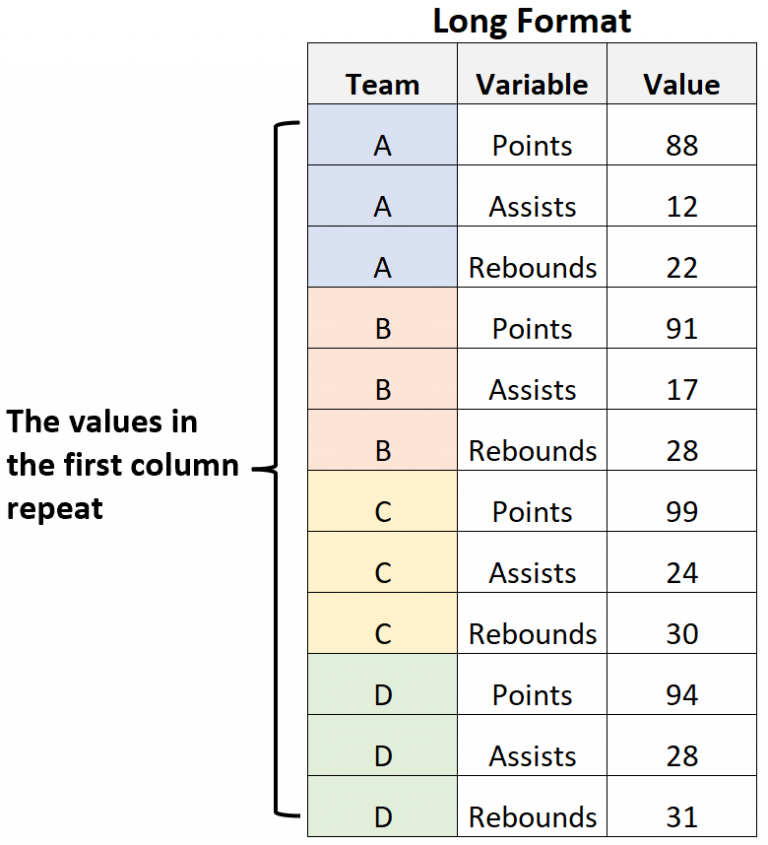 Long Format
Team Variable Value
A Points 88
A Assists 12
A Rebounds 22
B Points 91
B Assists 17
B Rebounds 28
C Points 99
C Assists 24
C Rebounds 30
D Points 94
D Assists 28
D Rebounds 31
The values in
the first column
repeat